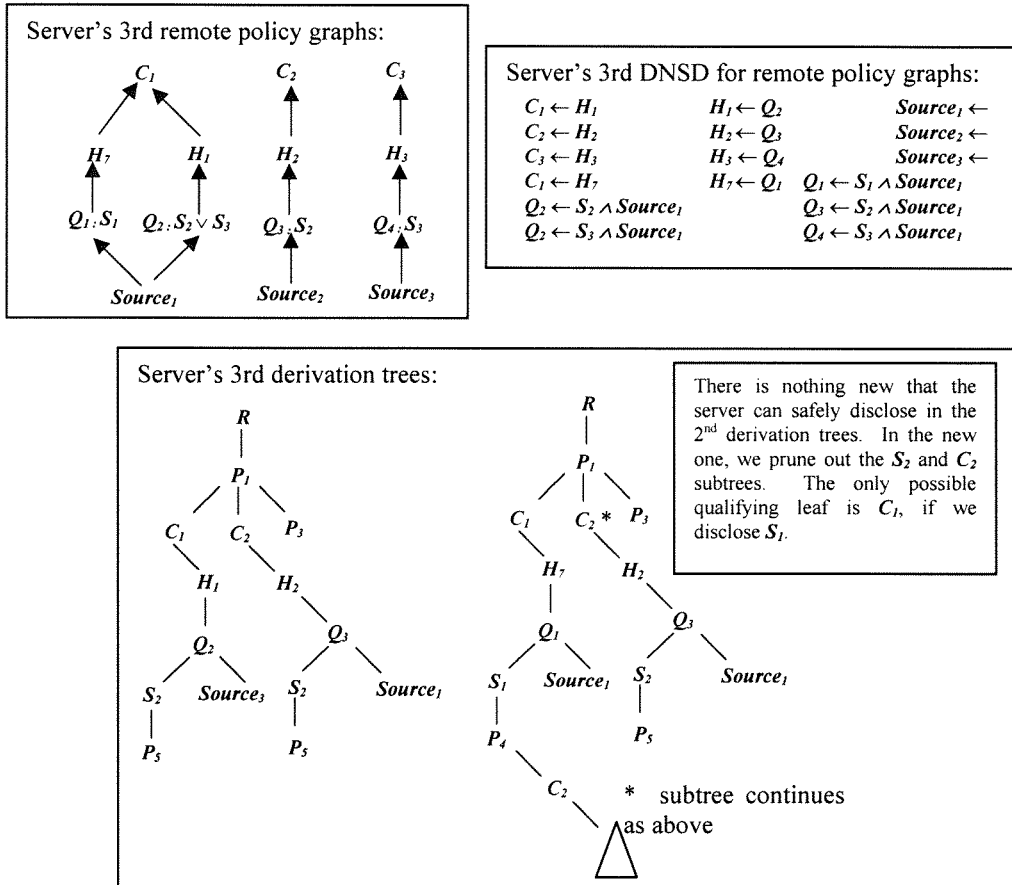 Server's 3rd remote policy graphs:
C1
C2
C3
H7
H1
H2
H3
Q1 : S1
Q2 : S2 ∨ S3
Q3 : S2
Q4 : S3
Source1
Source2
Source3
Server's 3rd DNSD for remote policy graphs:
C1 ← H1 H1 ← Q2 Source1 ←
C2 ← H2 H2 ← Q3 Source2 ←
C3 ← H3 H3 ← Q4 Source3 ←
C1 ← H7 H7 ← Q1 Q1 ← S1 ∧ Source1
Q2 ← S2 ∧ Source1 Q3 ← S2 ∧ Source1
Q2 ← S3 ∧ Source1 Q4 ← S3 ∧ Source1
Server's 3rd derivation trees:
R
P1
C1 C2 P3
H1 H2
Q2 Q3
S2 Source3 S2 Source1
P5 P5
R
P1
C1 C2 * P3
H7 H2
Q1 Q3
S1 Source1 S2 Source1
P4 P5
C2
* subtree continues
as above
There is nothing new that the
server can safely disclose in the
2nd derivation trees. In the new
one, we prune out the S2 and C2
subtrees. The only possible
qualifying leaf is C1, if we
disclose S1.